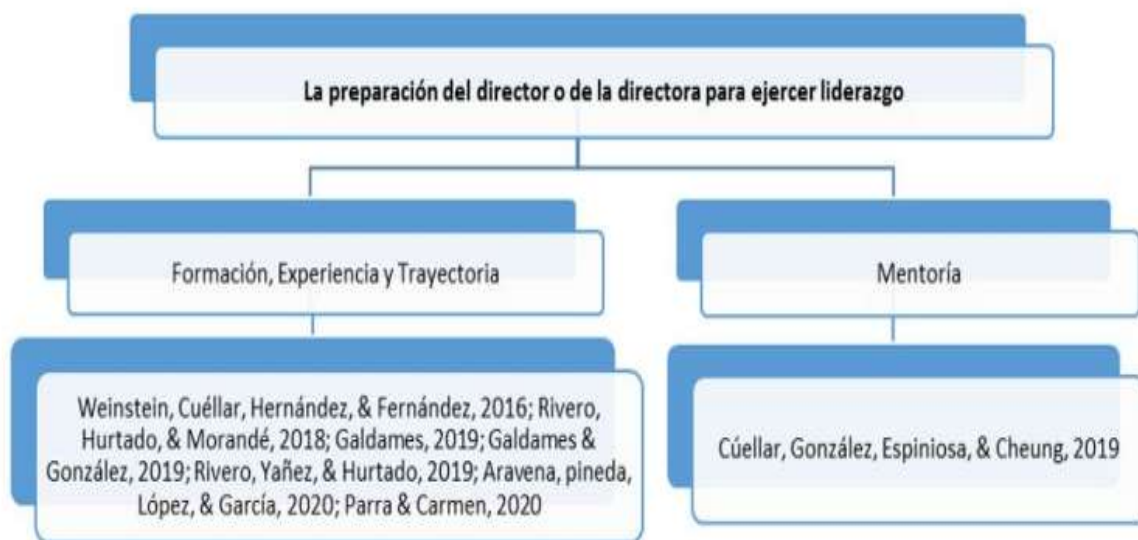 La preparación del director o de la directora para ejercer liderazgo
Formación, Experiencia y Trayectoria
Mentoría
Weinstein, Cuéllar, Hernández, & Fernández, 2016; Rivero,
Hurtado, & Morandé, 2018; Galdames, 2019; Galdames &
González, 2019; Rivero, Yañez, & Hurtado, 2019; Aravena, pineda,
López, & García, 2020; Parra & Carmen, 2020
Cúellar, González, Espiniosa, & Cheung, 2019